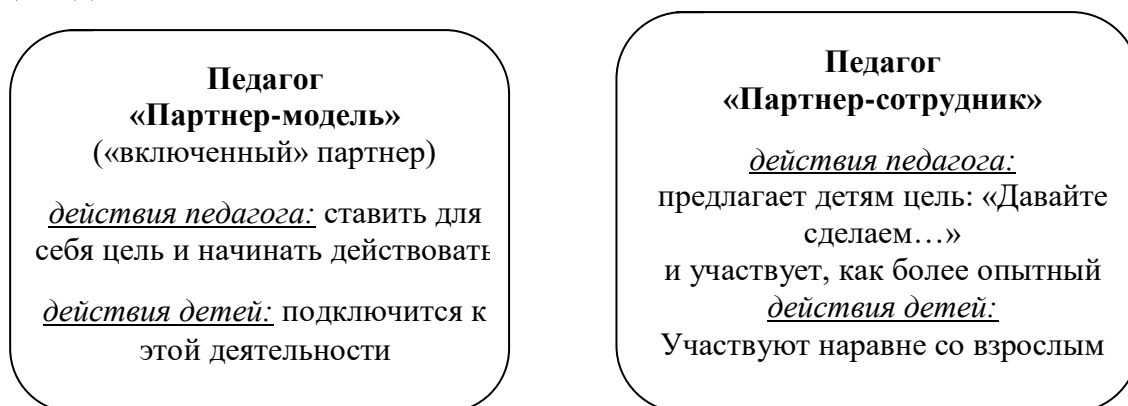 Педагог
«Партнер-модель»
(«включенный» партнер)
действия педагога: ставить для
себя цель и начинать действовать
действия детей: подключится к
этой деятельности
Педагог
«Партнер-сотрудник»
действия педагога:
предлагает детям цель: «Давайте
сделаем…»
и участвует, как более опытный
действия детей:
Участвуют наравне со взрослым